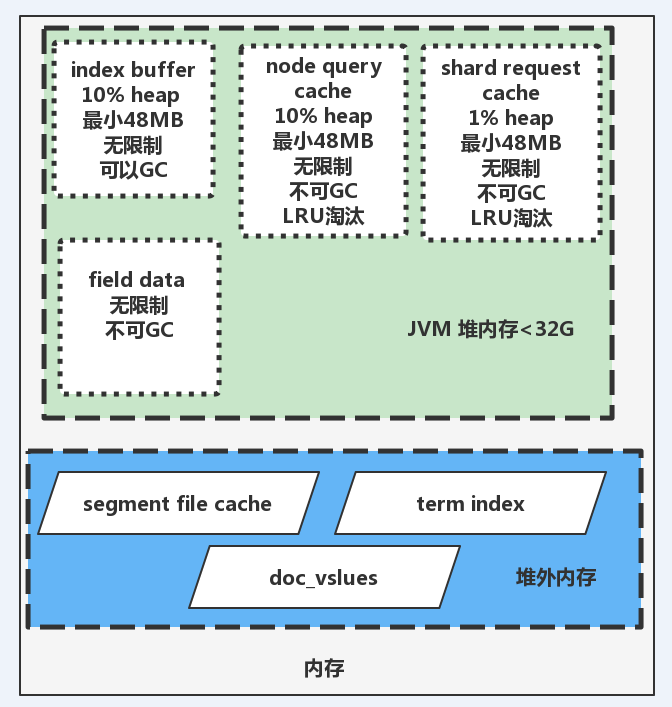 index buffer
10% heap
最小48MB
无限制
可以GC
node query
cache
10% heap
最小48MB
无限制
不可GC
LRU淘汰
shard request
cache
1% heap
最小48MB
无限制
不可GC
LRU淘汰
field data
无限制
不可GC
JVM 堆内存<32G
segment file cache
term index
doc_vslues
堆外内存
内存